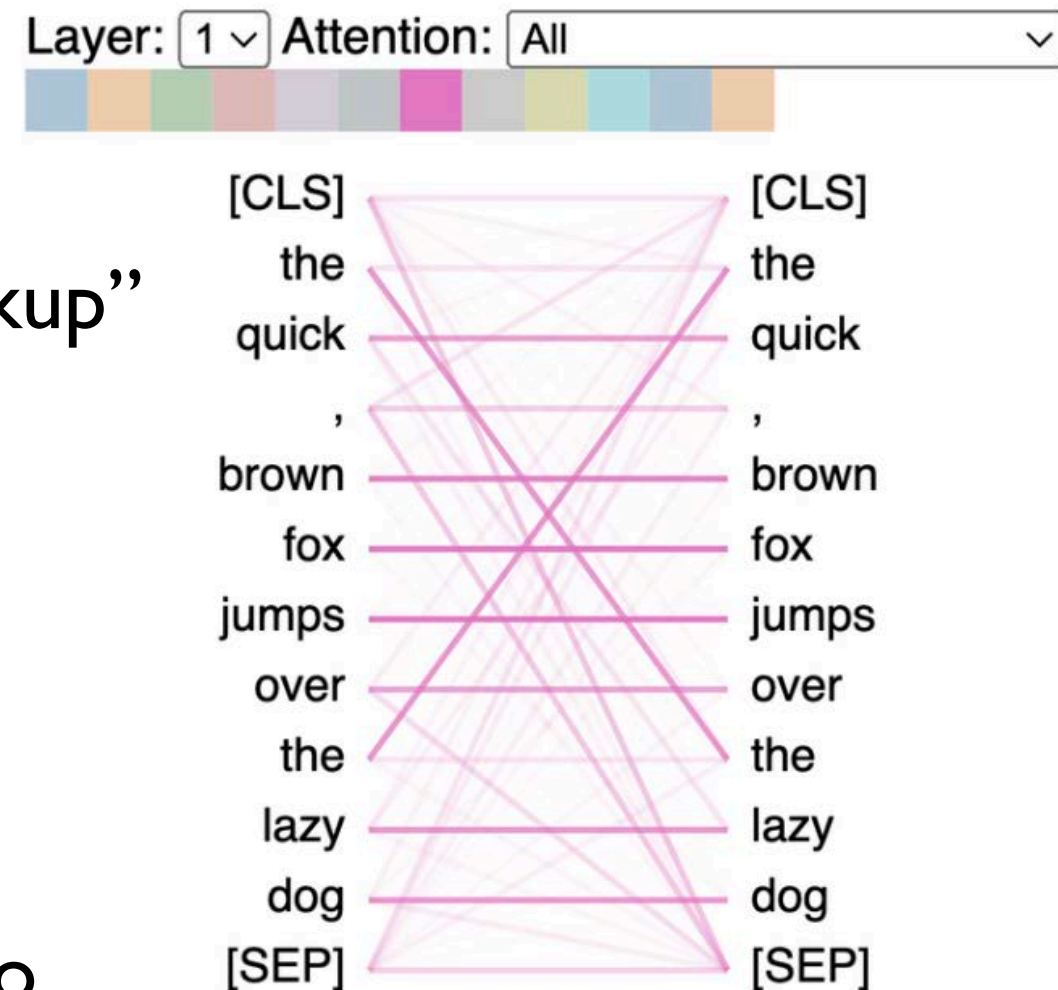 Layer: 1 Attention: All
[CLS] [CLS]
the the
kup”
quick quick
, ,
brown brown
fox fox
jumps jumps
over over
the the
lazy lazy
dog dog
[SEP] [SEP]